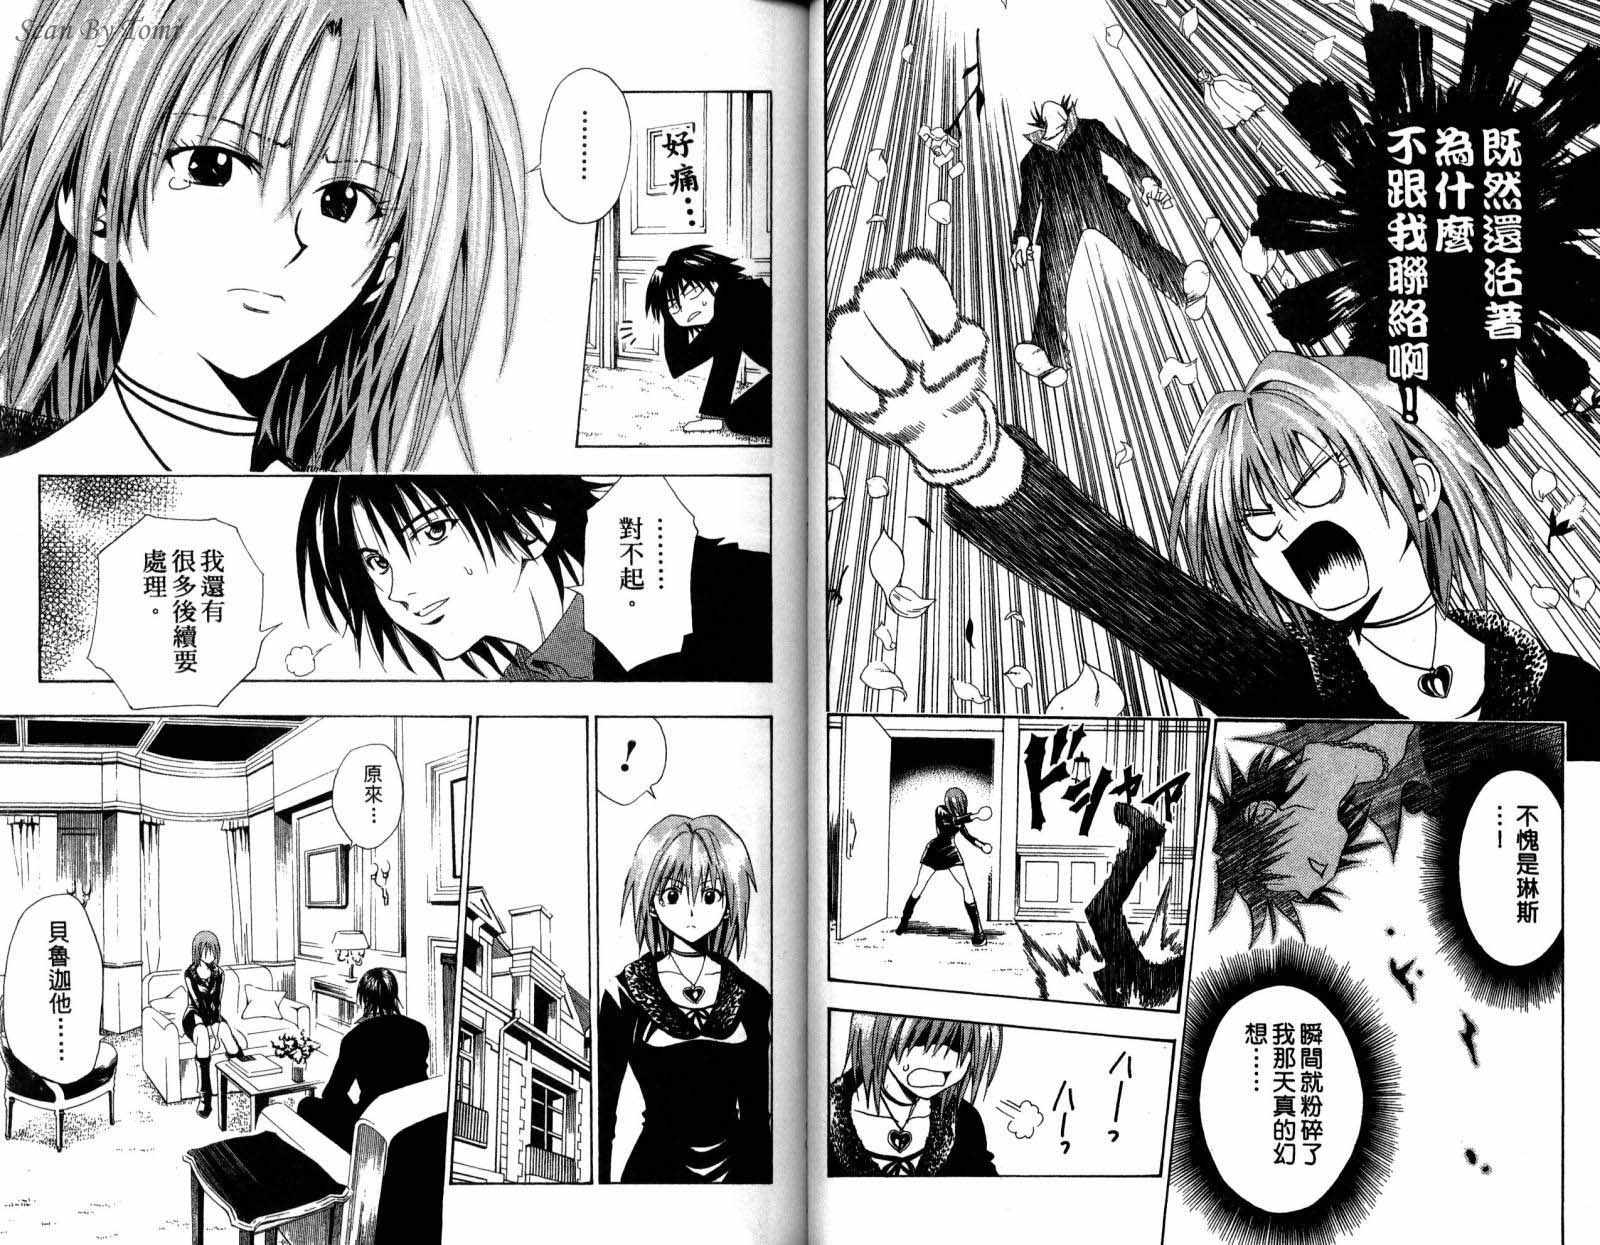 既然還活著，
為什麼
不跟我聯絡啊!!
不愧是琳斯
…!
瞬間就粉碎了
我那天真的幻
想……
ドシャァ
ハーっ
ハーっ
好痛…
………
………
對不起。
我還有
很多後續要
處理。
!
原來…
貝魯迦他……
Scan By Tomi